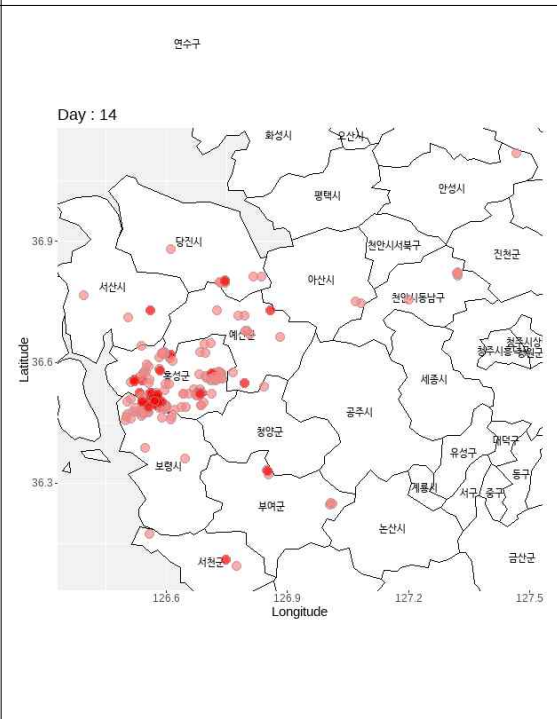 연수구
Day : 14
화성시
오산시
평택시
안성시
당진시
천안시서북구
36.9
진천군
서산시
아산시
천안시동남구
예산군
Latitude
36.6
홍성군
세종시
공주시
청양군
대덕구
유성구
보령시
동구
36.3
계룡시
서구
중구
부여군
논산시
서천군
금산군
126.6
126.9
127.2
127.5
Longitude